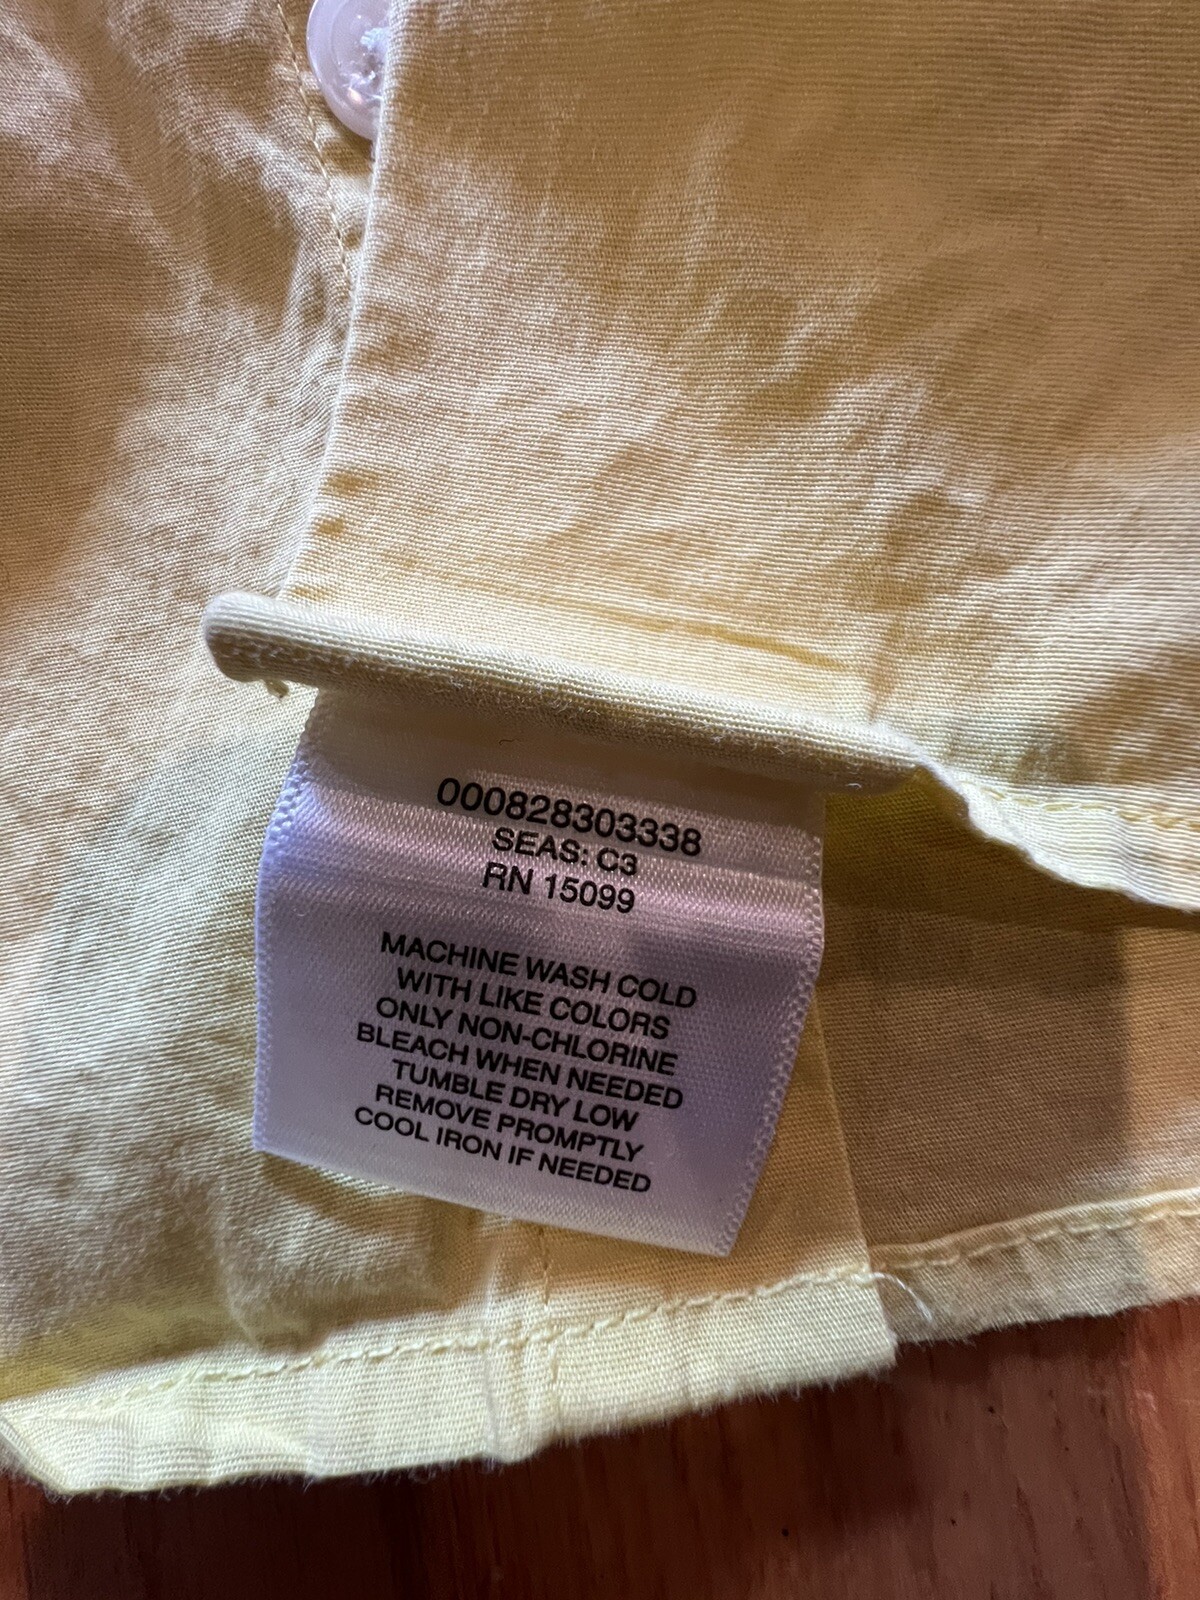 000828303338
SEAS: C3
RN 15099
MACHINE WASH COLD
WITH LIKE COLORS
ONLY NON-CHLORINE
BLEACH WHEN NEEDED
TUMBLE DRY LOW
REMOVE PROMPTLY
COOL IRON IF NEEDED